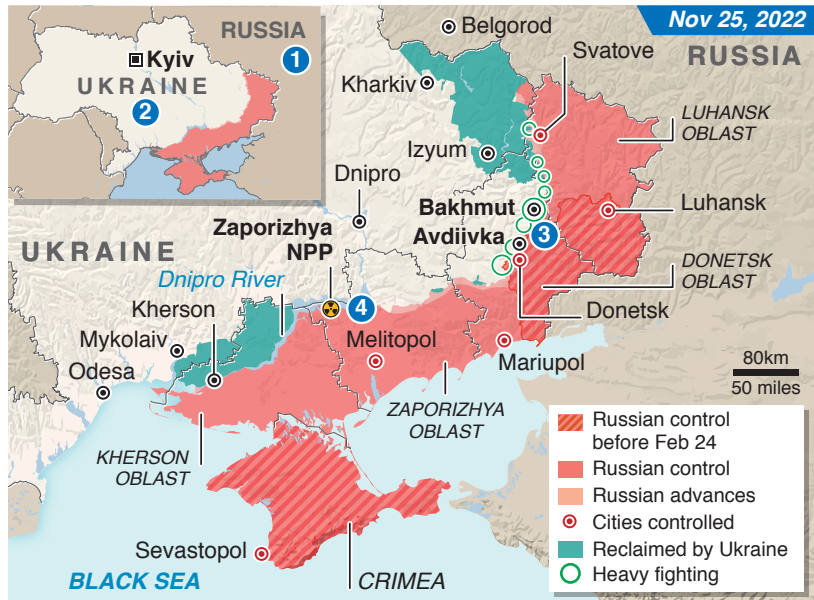 Nov 25, 2022
RUSSIA
1
Kyiv
UKRAINE
2
Belgorod
Svatove
RUSSIA
Kharkiv
LUHANSK
OBLAST
Izyum
Dnipro
Luhansk
Bakhmut
Avdiivka
3
Zaporizhya
NPP
UKRAINE
DONETSK
OBLAST
Dnipro River
Kherson
4
Donetsk
Mykolaiv
Melitopol
Mariupol
Odesa
80km
50 miles
ZAPORIZHYA
OBLAST
KHERSON
OBLAST
Russian control
before Feb 24
Russian control
Russian advances
Cities controlled
Reclaimed by Ukraine
Heavy fighting
Sevastopol
BLACK SEA
CRIMEA